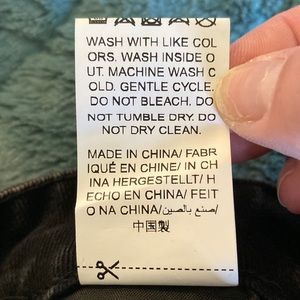 WASH WITH LIKE COL
ORS. WASH INSIDE O
UT. MACHINE WASH C
OLD. GENTLE CYCLE.
DO NOT BLEACH. DO
NOT TUMBLE DRY. DO
NOT DRY CLEAN.
MADE IN CHINA/ FABR
IQUÉ EN CHINE/ IN CH
INA HERGESTELLT/ H
ECHO EN CHINA/ FEIT
O NA CHINA/صنع بالصين/
中国製